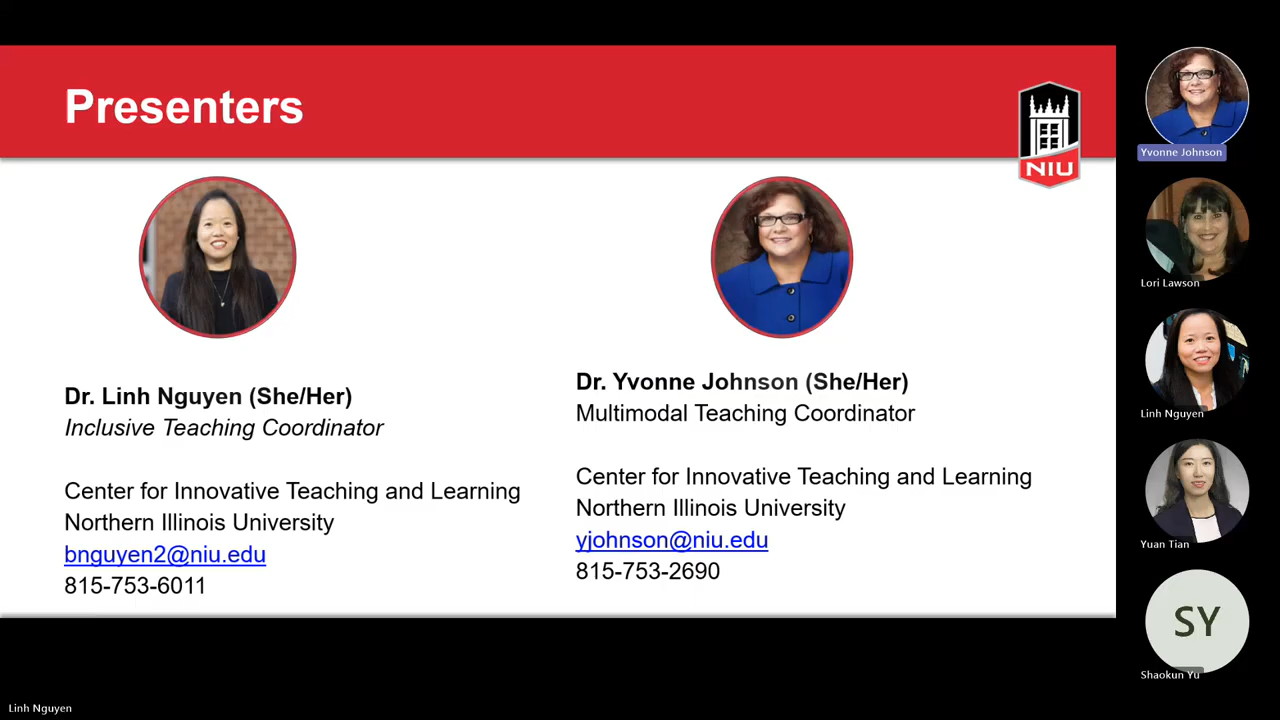 Presenters
NIU
Dr. Linh Nguyen (She/Her)
Inclusive Teaching Coordinator
Center for Innovative Teaching and Learning
Northern Illinois University
bnguyen2@niu.edu
815-753-6011
Dr. Yvonne Johnson (She/Her)
Multimodal Teaching Coordinator
Center for Innovative Teaching and Learning
Northern Illinois University
yjohnson@niu.edu
815-753-2690
Yvonne Johnson
Lori Lawson
Linh Nguyen
Yuan Tian
SY
Shaokun Yu
Linh Nguyen